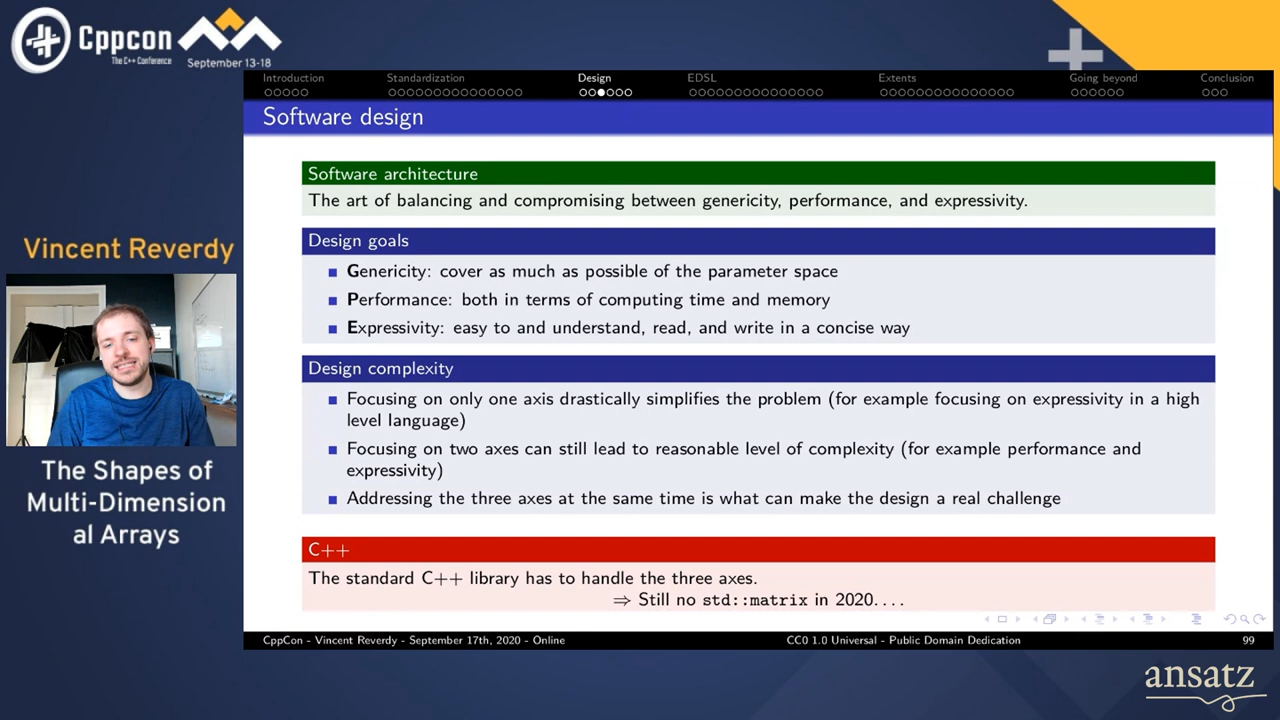 Cppcon
The C++ Conference
September 13-18
Introduction Standardization Design EDSL Extents Going beyond Conclusion
Software design
Software architecture
The art of balancing and compromising between genericity, performance, and expressivity.
Design goals
Genericity: cover as much as possible of the parameter space
Performance: both in terms of computing time and memory
Expressivity: easy to and understand, read, and write in a concise way
Design complexity
Focusing on only one axis drastically simplifies the problem (for example focusing on expressivity in a high
level language)
Focusing on two axes can still lead to reasonable level of complexity (for example performance and
expressivity)
Addressing the three axes at the same time is what can make the design a real challenge
C++
The standard C++ library has to handle the three axes.
⇒ Still no std::matrix in 2020....
CppCon - Vincent Reverdy - September 17th, 2020 - Online CC0 1.0 Universal - Public Domain Dedication 99
Vincent Reverdy
The Shapes of
Multi-Dimension
al Arrays
ansatz